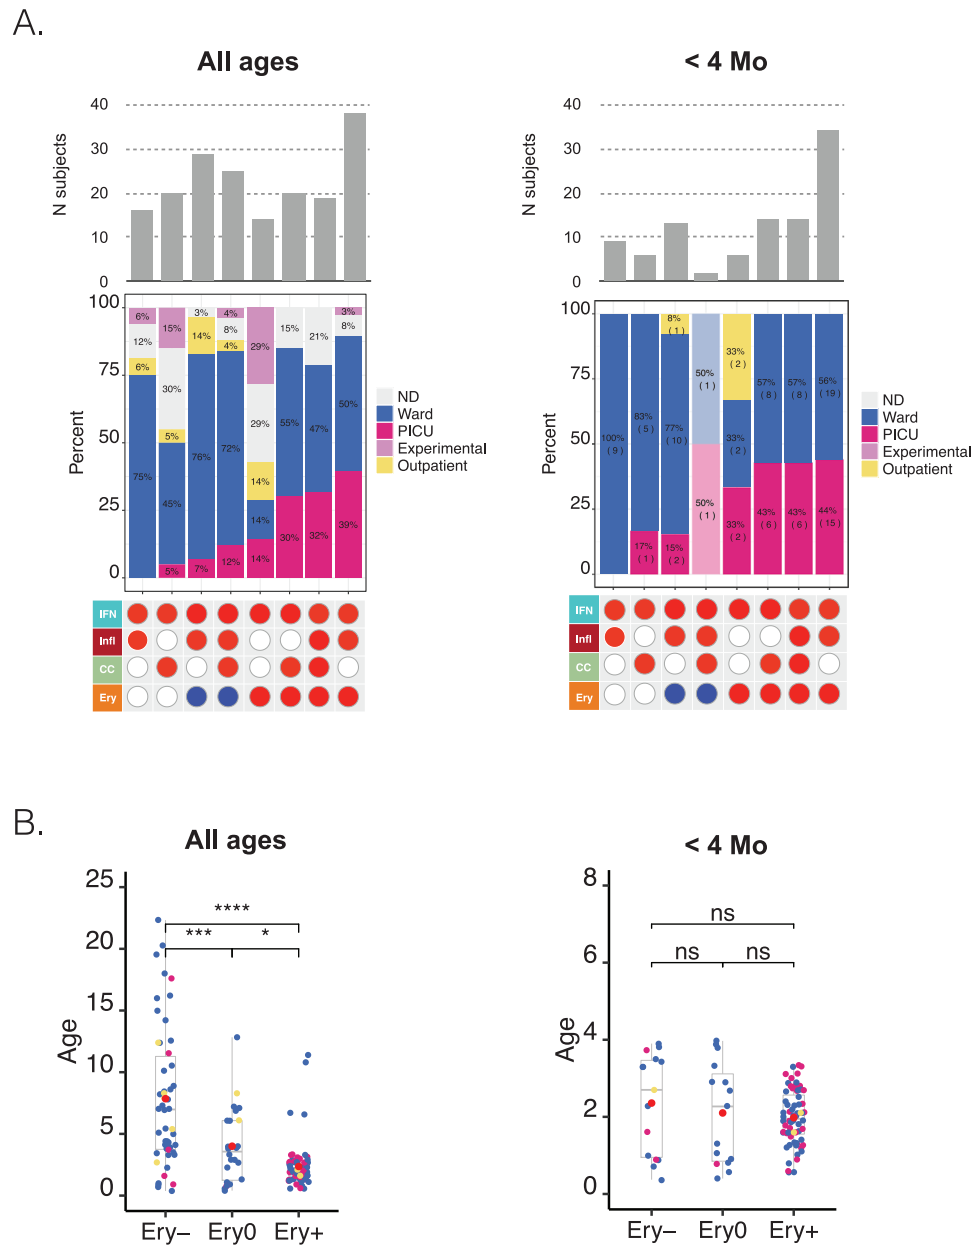 A.
All ages
< 4 Mo
N subjects
40
30
20
10
0
N subjects
40
30
20
10
0
Percent
100
75
50
25
0
6%
12%
6%
75%
15%
30%
5%
45%
5%
3%
14%
76%
7%
4%
8%
4%
72%
12%
29%
29%
14%
14%
14%
15%
55%
30%
21%
47%
32%
3%
8%
50%
39%
ND
Ward
PICU
Experimental
Outpatient
Percent
100
75
50
25
0
100%
( 9 )
83%
( 5 )
17%
( 1 )
8%
( 1 )
77%
( 10 )
15%
( 2 )
50%
( 1 )
50%
( 1 )
33%
( 2 )
33%
( 2 )
33%
( 2 )
57%
( 8 )
43%
( 6 )
57%
( 8 )
43%
( 6 )
56%
( 19 )
44%
( 15 )
ND
Ward
PICU
Experimental
Outpatient
IFN
Infl
CC
Ery
IFN
Infl
CC
Ery
B.
All ages
< 4 Mo
Age
25
20
15
10
5
0
****
***
*
Ery– Ery0 Ery+
Age
8
6
4
2
0
ns
ns
ns
Ery– Ery0 Ery+